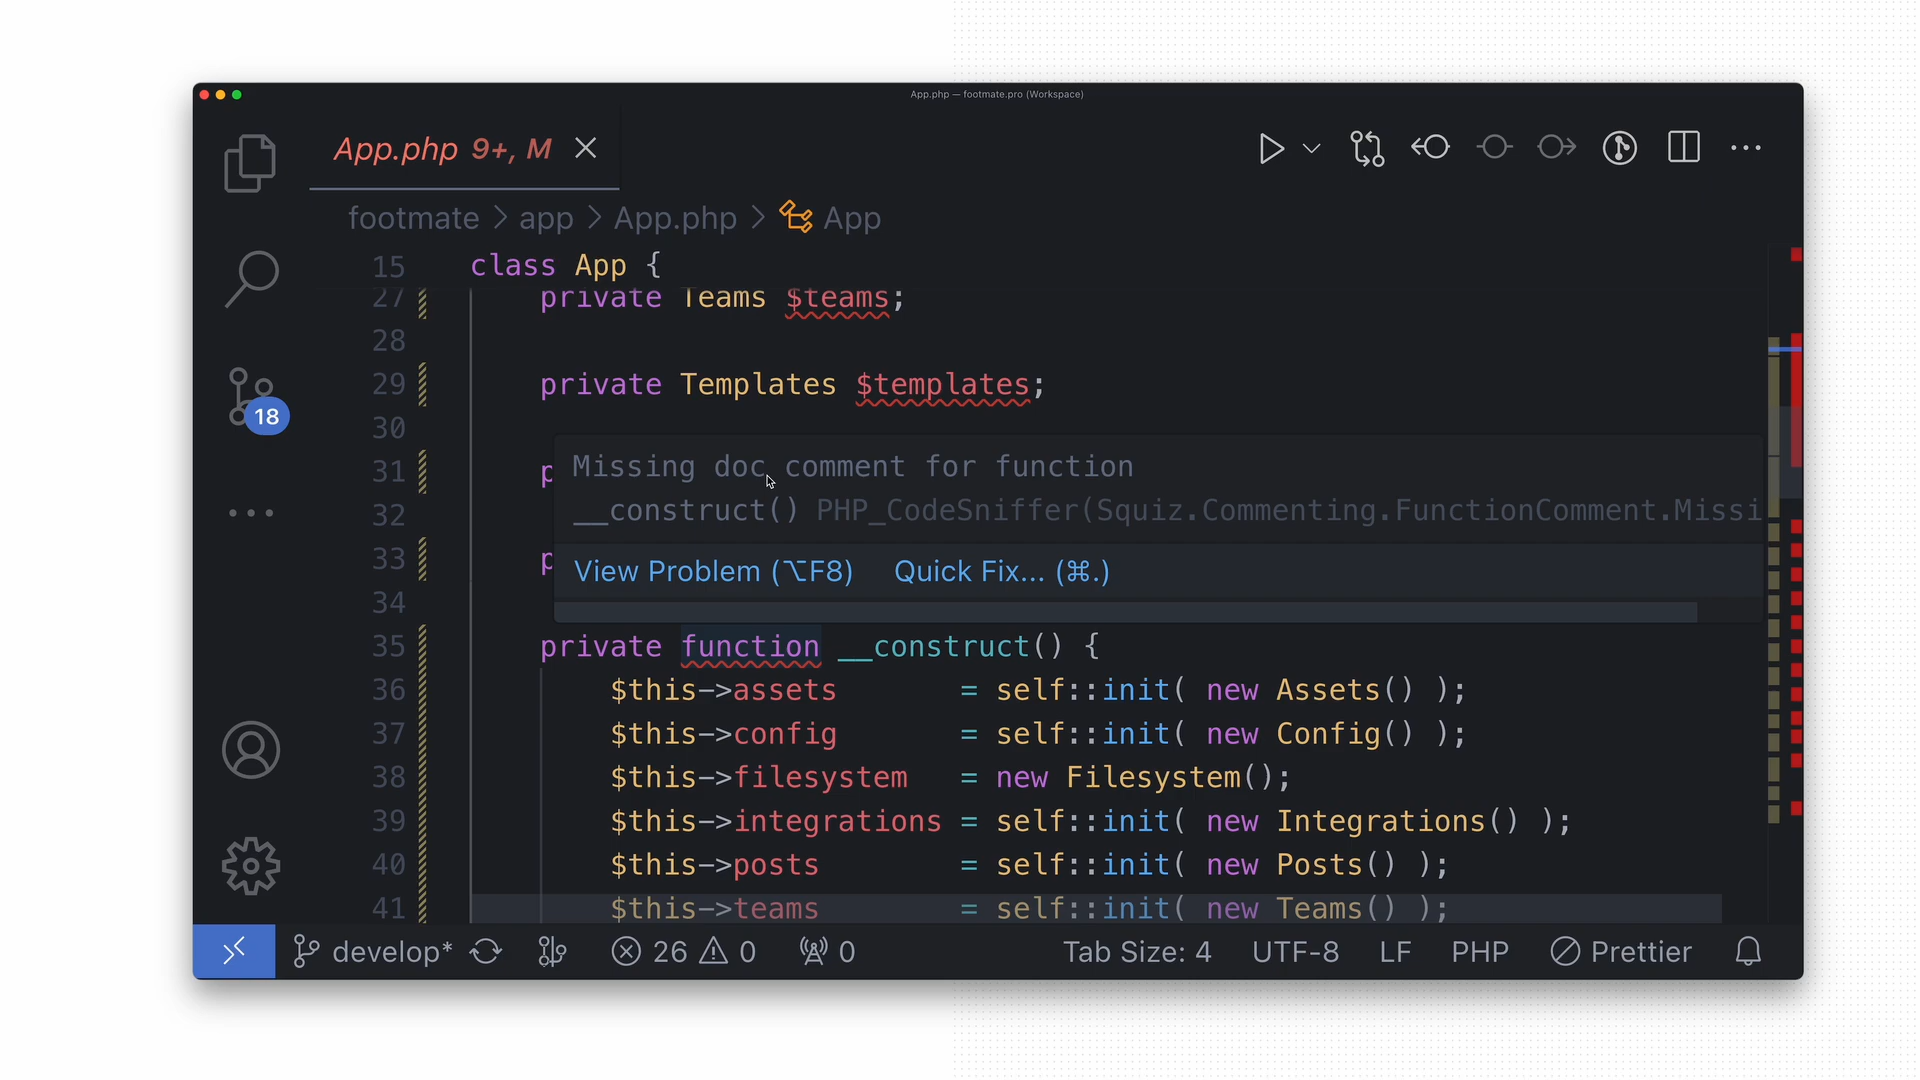 App.php — footmate.pro (Workspace)
App.php 9+, M
footmate > app > App.php > App
15 class App {
27 private Teams $teams;
28
29 private Templates $templates;
30
31 p
32
33 p
34
Missing doc comment for function
__construct() PHP_CodeSniffer(Squiz.Commenting.FunctionComment.Missi
View Problem (⌥F8) Quick Fix... (⌘.)
35 private function __construct() {
36 $this->assets = self::init( new Assets() );
37 $this->config = self::init( new Config() );
38 $this->filesystem = new Filesystem();
39 $this->integrations = self::init( new Integrations() );
40 $this->posts = self::init( new Posts() );
41 $this->teams = self::init( new Teams() );
18
develop* 26 0 0 Tab Size: 4 UTF-8 LF PHP Prettier